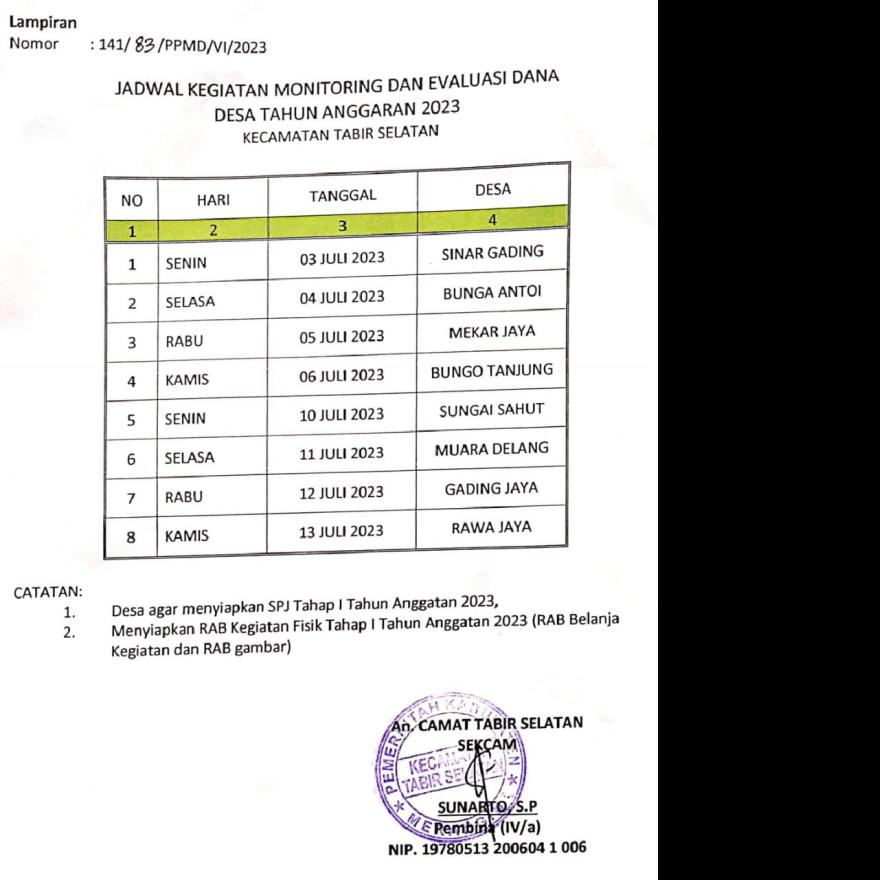 Lampiran
Nomor : 141/ 83 /PPMD/VI/2023
JADWAL KEGIATAN MONITORING DAN EVALUASI DANA
DESA TAHUN ANGGARAN 2023
KECAMATAN TABIR SELATAN
NO HARI TANGGAL DESA
1 2 3 4
1 SENIN 03 JULI 2023 SINAR GADING
2 SELASA 04 JULI 2023 BUNGA ANTOI
3 RABU 05 JULI 2023 MEKAR JAYA
4 KAMIS 06 JULI 2023 BUNGO TANJUNG
5 SENIN 10 JULI 2023 SUNGAI SAHUT
6 SELASA 11 JULI 2023 MUARA DELANG
7 RABU 12 JULI 2023 GADING JAYA
8 KAMIS 13 JULI 2023 RAWA JAYA
CATATAN:
1. Desa agar menyiapkan SPJ Tahap I Tahun Anggatan 2023,
2. Menyiapkan RAB Kegiatan Fisik Tahap I Tahun Anggatan 2023 (RAB Belanja
Kegiatan dan RAB gambar)
An. CAMAT TABIR SELATAN
SEKCAM
PEMERINTAH
TABIR
SUNARTO, S.P
Pembina (IV/a)
NIP. 19780513 200604 1 006